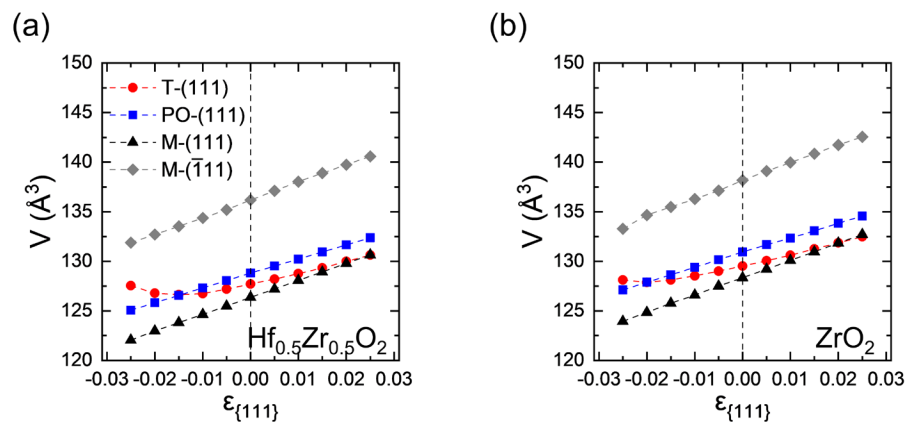 (a)
(b)
150
145
140
135
130
125
120
V (Å³)
T-(111)
PO-(111)
M-(111)
M-(1̅11)
Hf₀.₅Zr₀.₅O₂
-0.03 -0.02 -0.01 0.00 0.01 0.02 0.03
ε{111}
150
145
140
135
130
125
120
V (Å³)
ZrO₂
-0.03 -0.02 -0.01 0.00 0.01 0.02 0.03
ε{111}